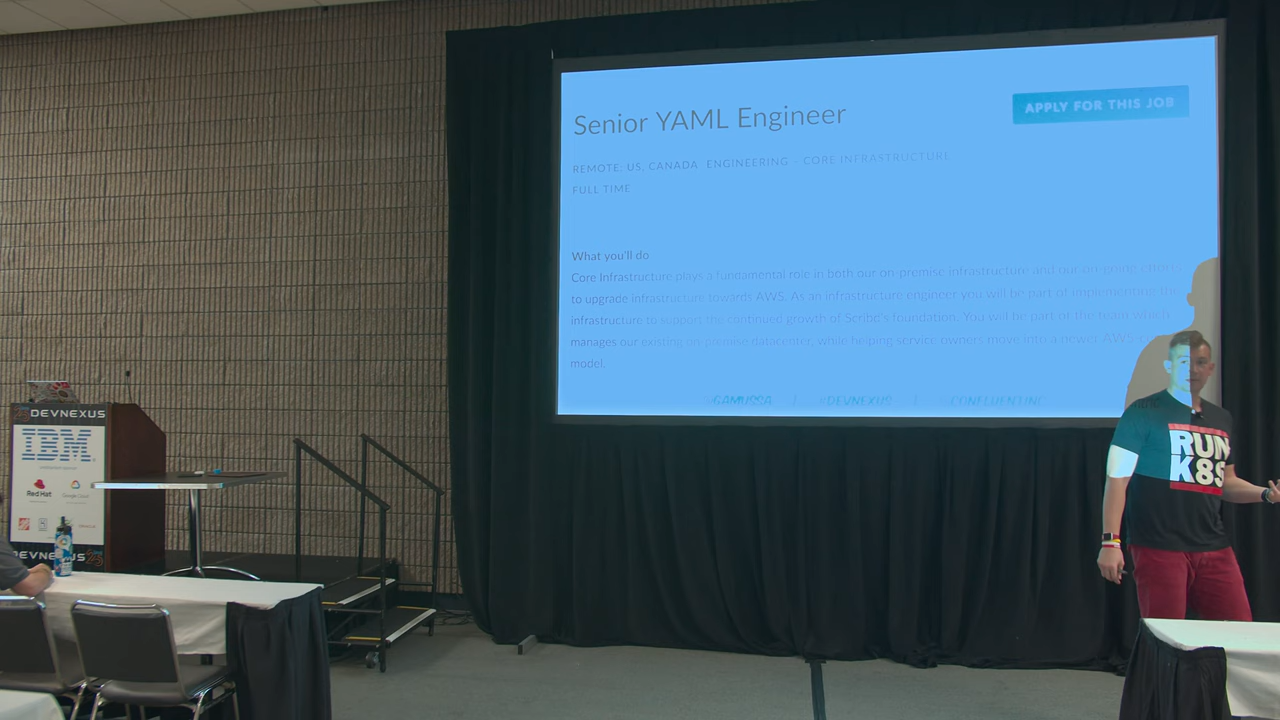 Senior YAML Engineer
APPLY FOR THIS JOB
REMOTE: US, CANADA ENGINEERING - CORE INFRASTRUCTURE
FULL TIME
What you'll do
Core Infrastructure plays a fundamental role in both our on-premise infrastructure and our on-going efforts
to upgrade infrastructure towards AWS. As an infrastructure engineer you will be part of implementing the
infrastructure to support the continued growth of Scribd's foundation. You will be part of the team which
manages our existing on-premise datacenter, while helping service owners move into a newer AWS-
model.
@GAMUSSA | #DEVNEXUS | @CONFLUENTINC
RUN
K8S
DEVNEXUS
IBM
Red Hat
Google Cloud
DEVNEXUS